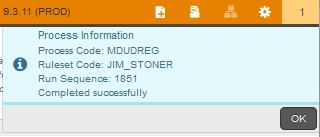 9.3.11 (PROD) 1
Process Information
Process Code: MDUDREG
Ruleset Code: JIM_STONER
Run Sequence: 1851
Completed successfully
OK